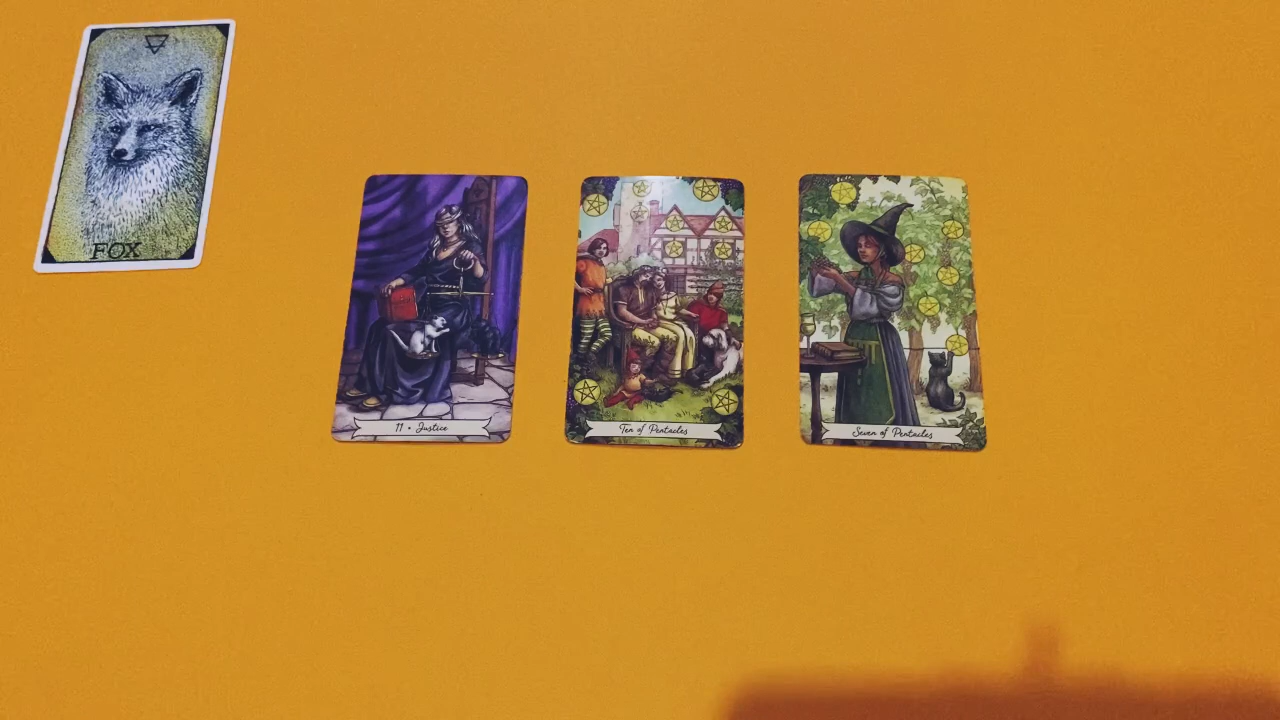 FOX
11 • Justice
Ten of Pentacles
Seven of Pentacles